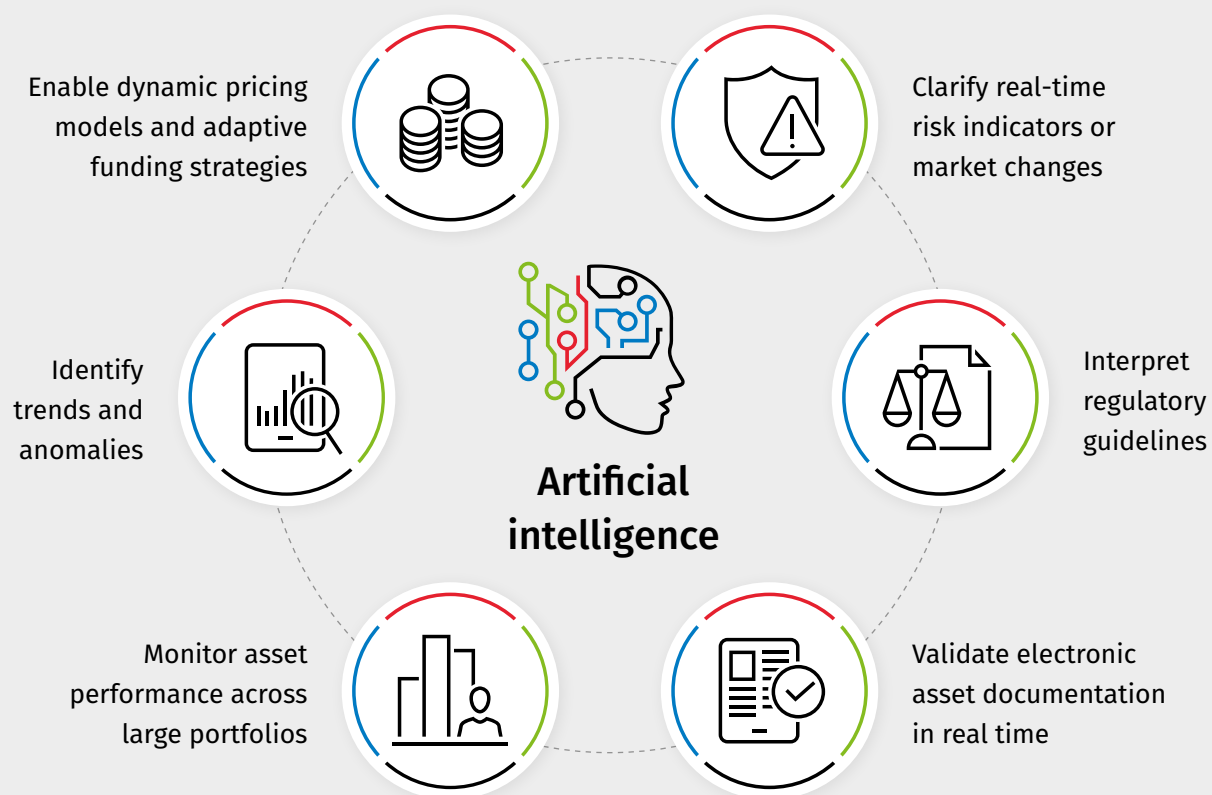 Enable dynamic pricing
models and adaptive
funding strategies
Clarify real-time
risk indicators or
market changes
Identify
trends and
anomalies
Artificial
intelligence
Interpret
regulatory
guidelines
Monitor asset
performance across
large portfolios
Validate electronic
asset documentation
in real time